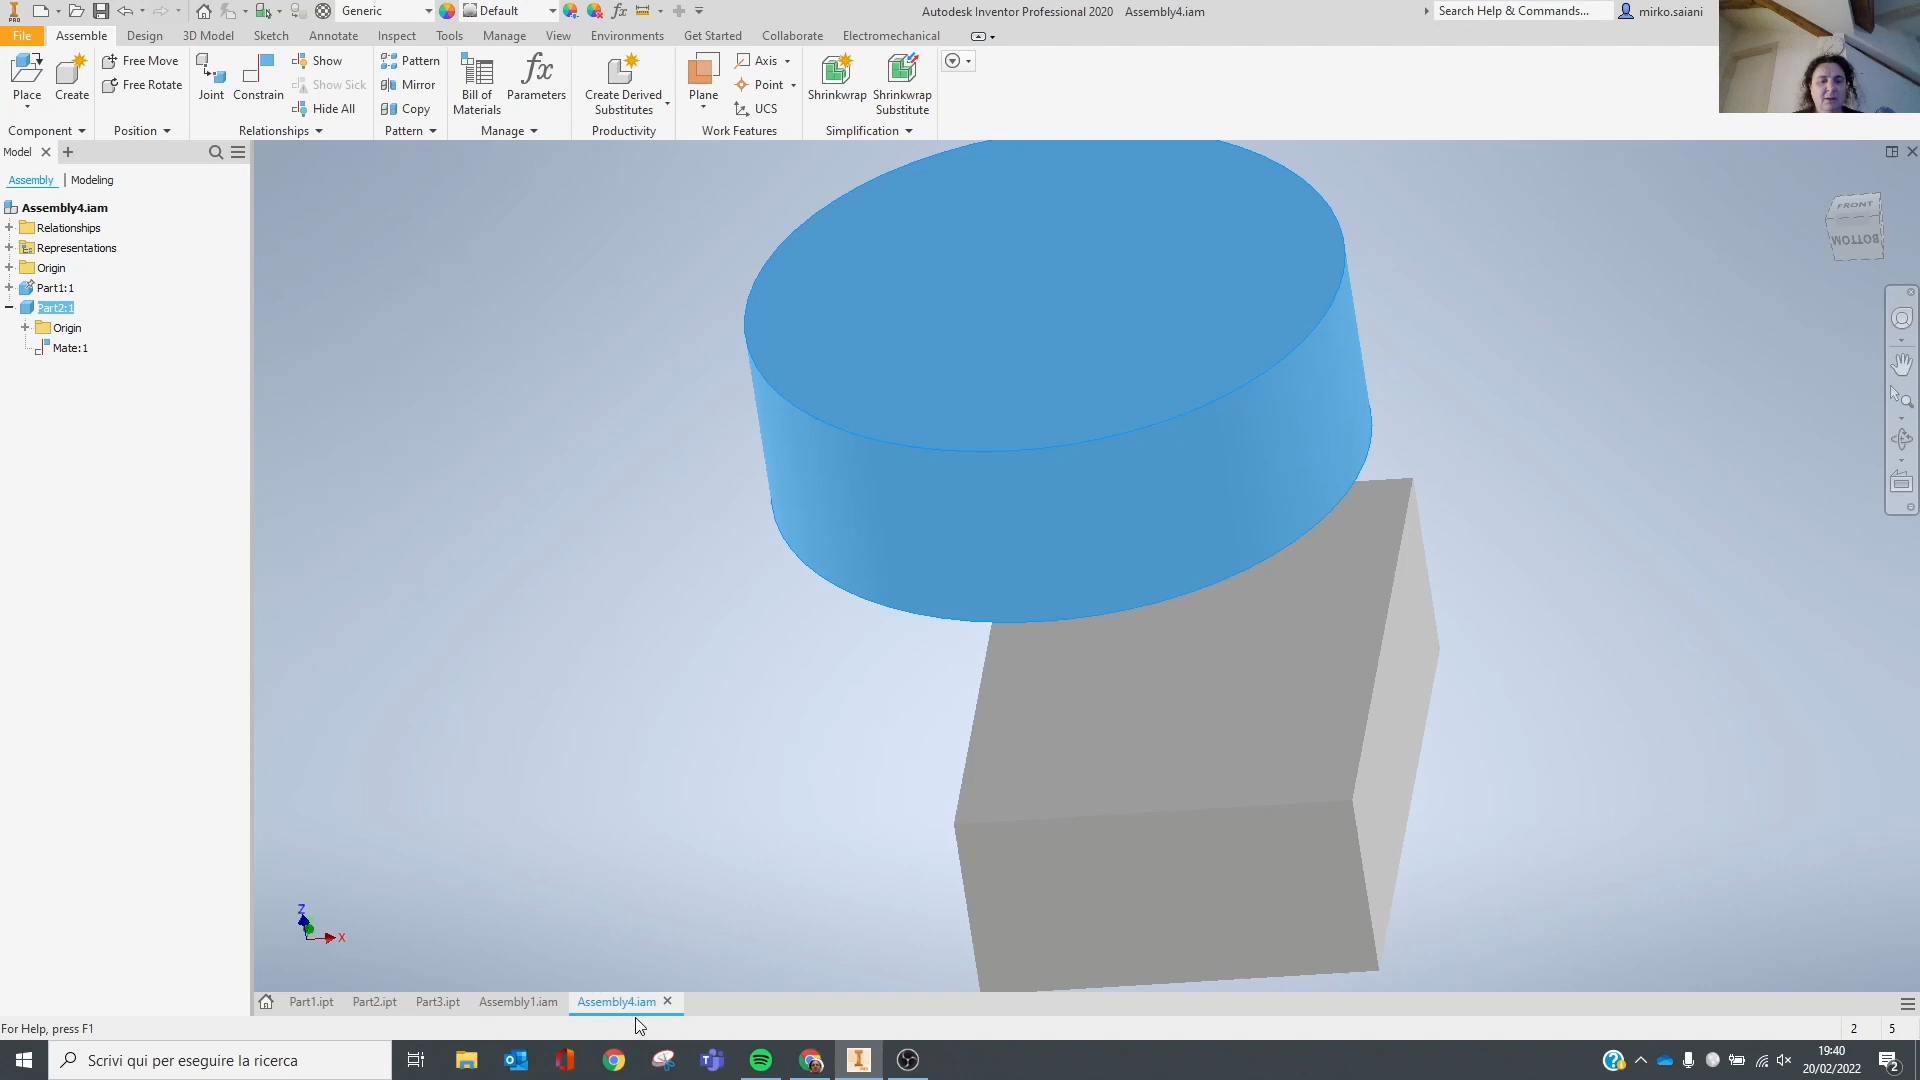 Generic
Default
Autodesk Inventor Professional 2020 Assembly4.iam
Search Help & Commands...
mirko.saiani
File Assemble Design 3D Model Sketch Annotate Inspect Tools Manage View Environments Get Started Collaborate Electromechanical
Place
Create
Free Move
Free Rotate
Joint
Constrain
Show
Show Sick
Hide All
Pattern
Mirror
Copy
Bill of
Materials
Parameters
Create Derived
Substitutes
Plane
Axis
Point
UCS
Shrinkwrap
Shrinkwrap
Substitute
Component
Position
Relationships
Pattern
Manage
Productivity
Work Features
Simplification
Model
Assembly Modeling
Assembly4.iam
Relationships
Representations
Origin
Part1:1
Part2:1
Origin
Mate:1
FRONT
BOTTOM
Z
X
Part1.ipt Part2.ipt Part3.ipt Assembly1.iam Assembly4.iam
For Help, press F1
2 5
Scrivi qui per eseguire la ricerca
19:40
20/02/2022
2